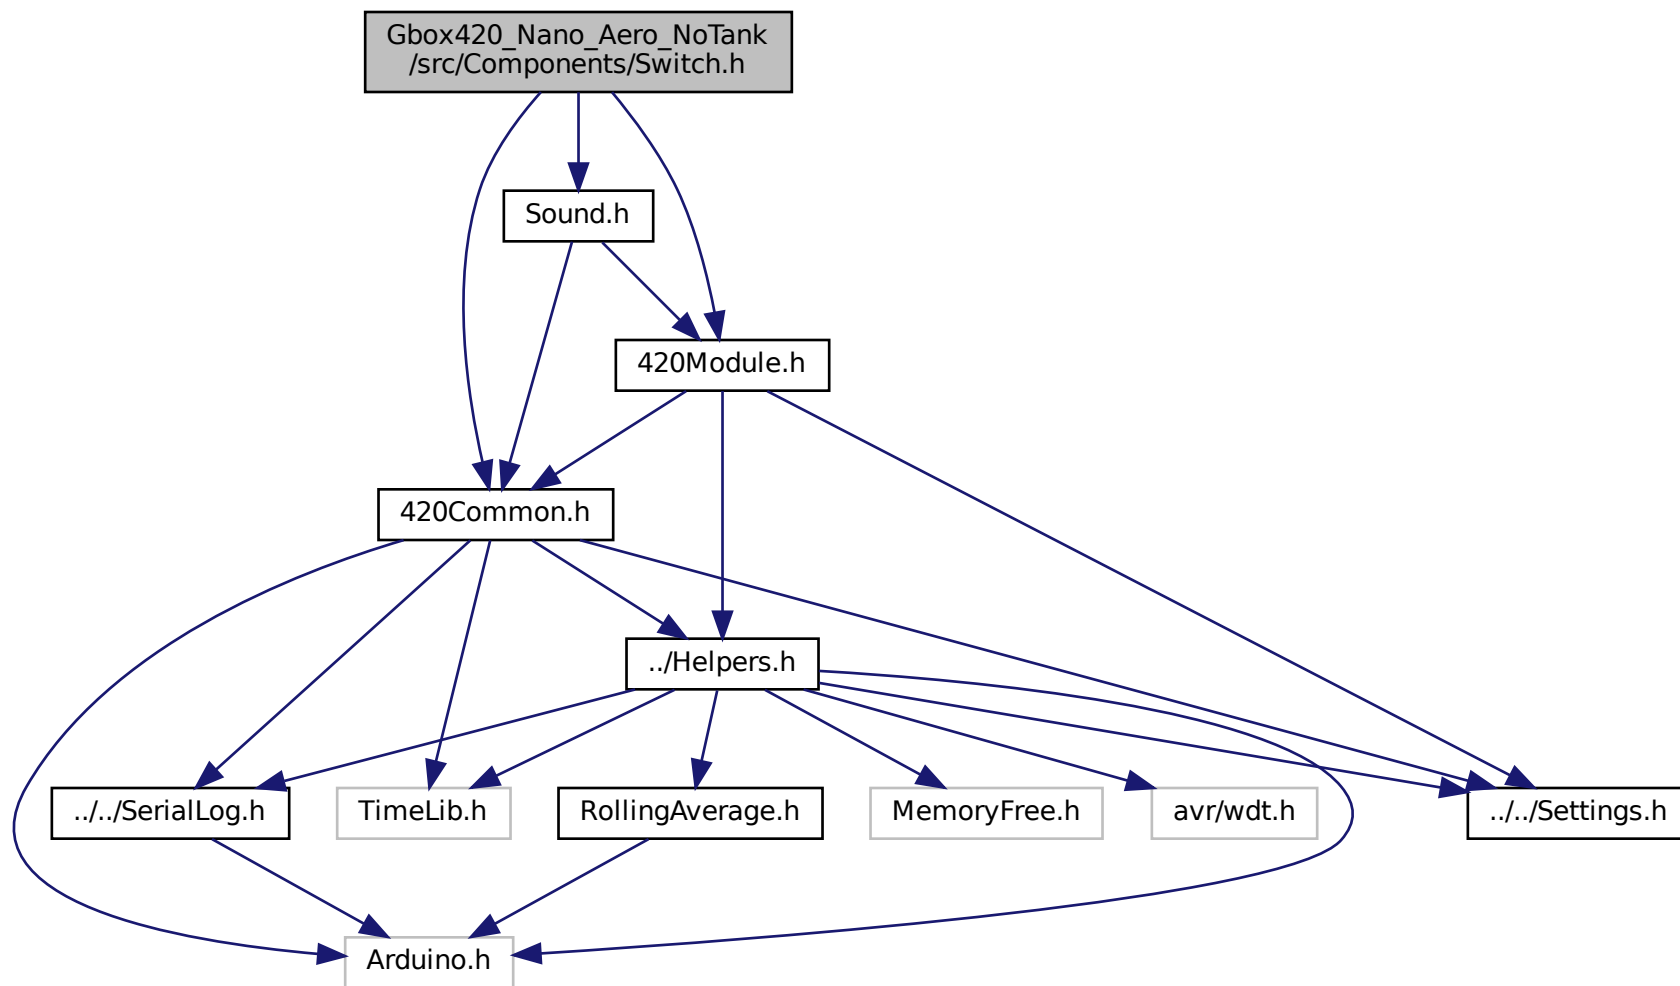 Gbox420_Nano_Aero_NoTank
/src/Components/Switch.h
Sound.h
420Module.h
420Common.h
../Helpers.h
../../SerialLog.h
TimeLib.h
RollingAverage.h
MemoryFree.h
avr/wdt.h
../../Settings.h
Arduino.h